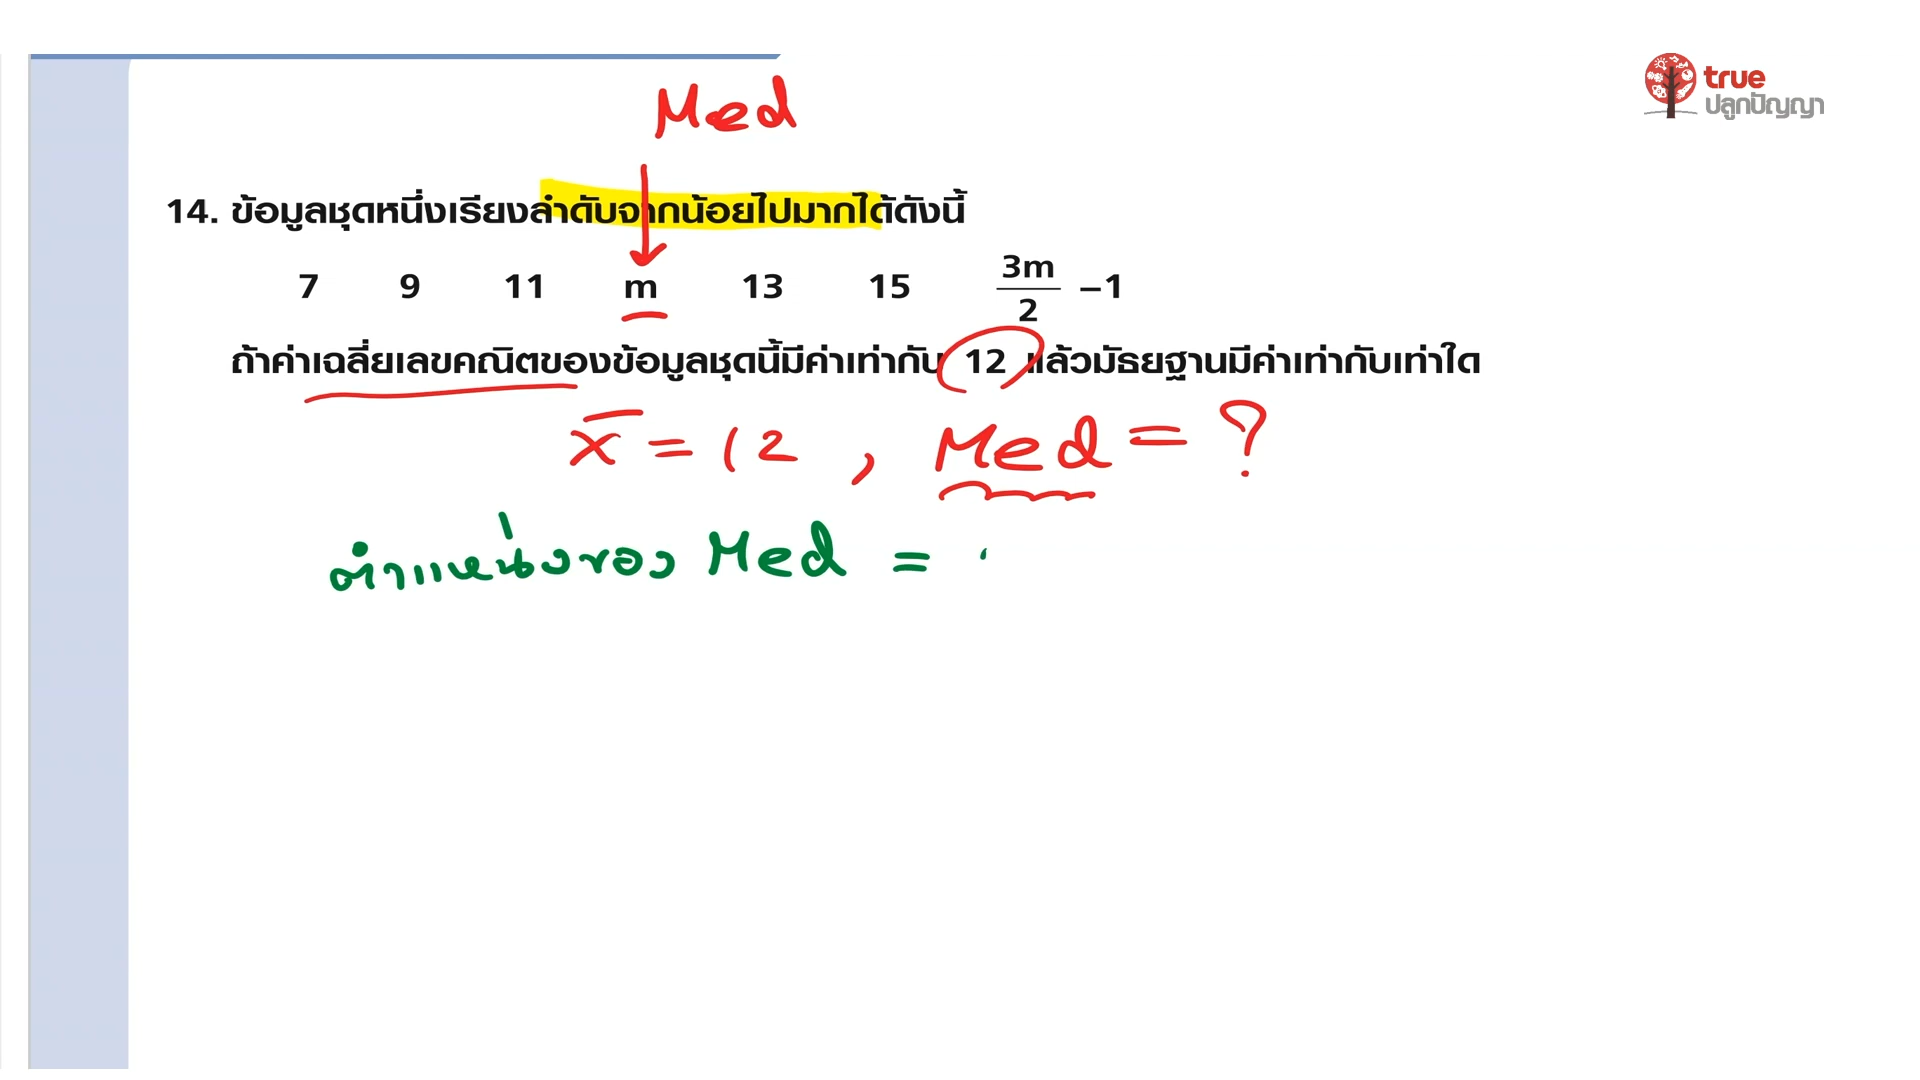 true
ปลูกปัญญา
Med
14. ข้อมูลชุดหนึ่งเรียงลำดับจากน้อยไปมากได้ดังนี้
7 9 11 m 13 15 3m/2 –1
ถ้าค่าเฉลี่ยเลขคณิตของข้อมูลชุดนี้มีค่าเท่ากับ 12 แล้วมัธยฐานมีค่าเท่ากับเท่าใด
x̄ = 12 , Med = ?
ตำแหน่งของ Med =